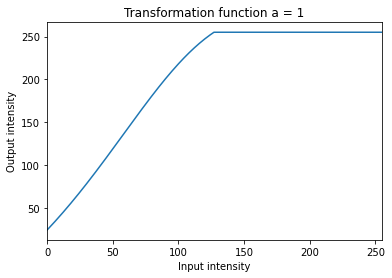 Transformation function a = 1
Output intensity
250
200
150
100
50
0 50 100 150 200 250
Input intensity